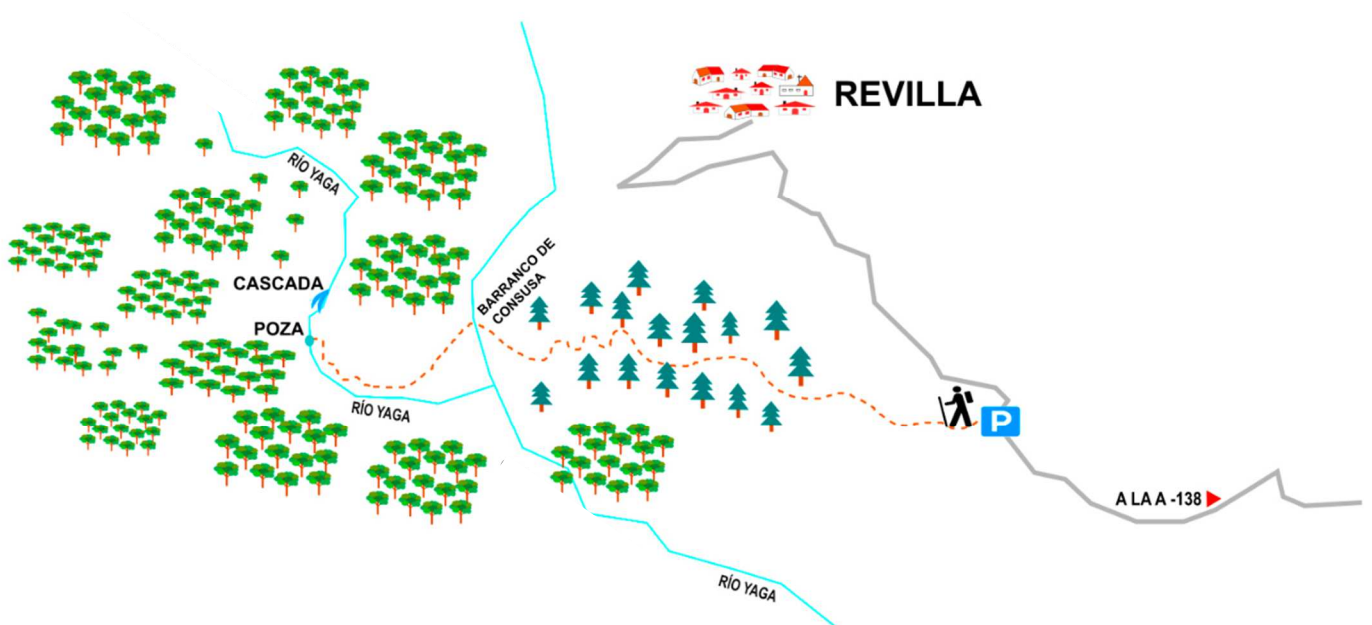 REVILLA
RÍO YAGA
BARRANCO DE
CONSUSA
CASCADA
POZA
RÍO YAGA
P
A LA A -138
RÍO YAGA